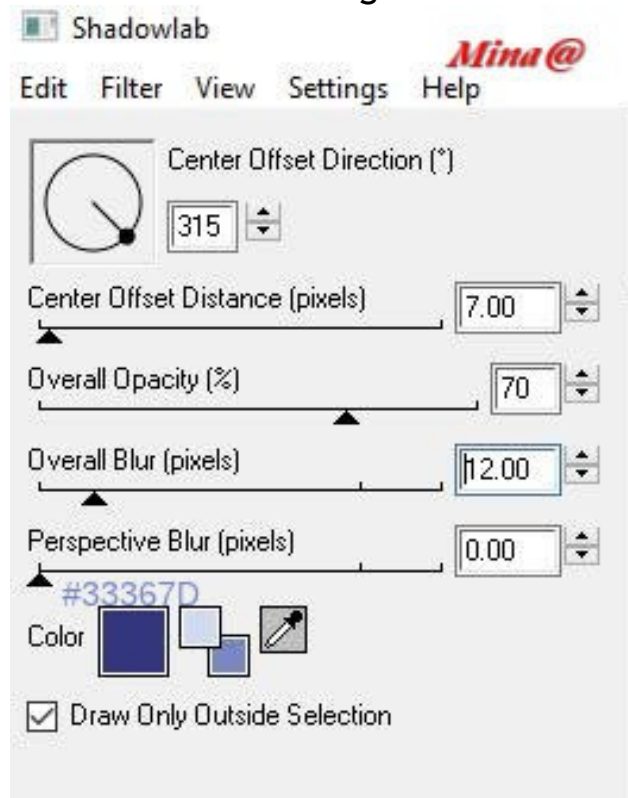 Shadowlab
Mina@
Edit Filter View Settings Help
Center Offset Direction (°)
315
Center Offset Distance (pixels)
7.00
Overall Opacity (%)
70
Overall Blur (pixels)
12.00
Perspective Blur (pixels)
0.00
#33367D
Color
Draw Only Outside Selection